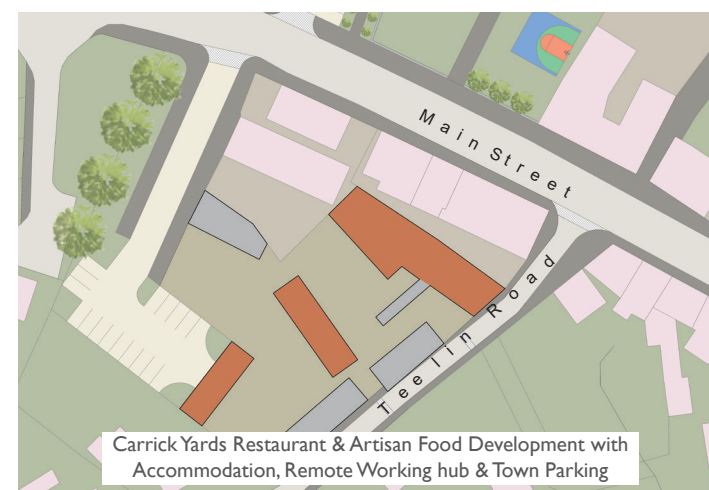 Main Street
Teelin Road
Carrick Yards Restaurant & Artisan Food Development with
Accommodation, Remote Working hub & Town Parking